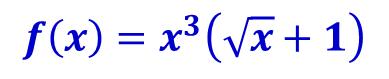 f(x) = x³(√x + 1)